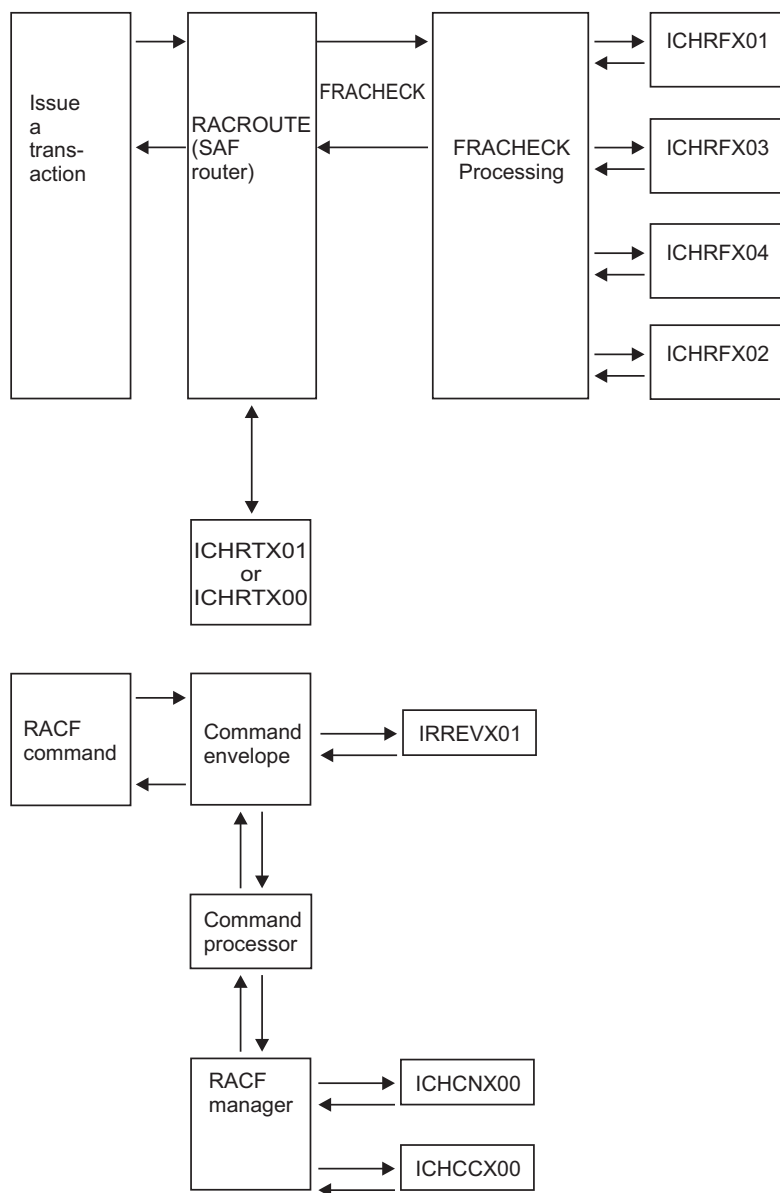 Issue
a
trans-
action
RACROUTE
(SAF
router)
FRACHECK
FRACHECK
Processing
ICHRFX01
ICHRFX03
ICHRFX04
ICHRFX02
ICHRTX01
or
ICHRTX00
RACF
command
Command
envelope
IRREVX01
Command
processor
RACF
manager
ICHCNX00
ICHCCX00